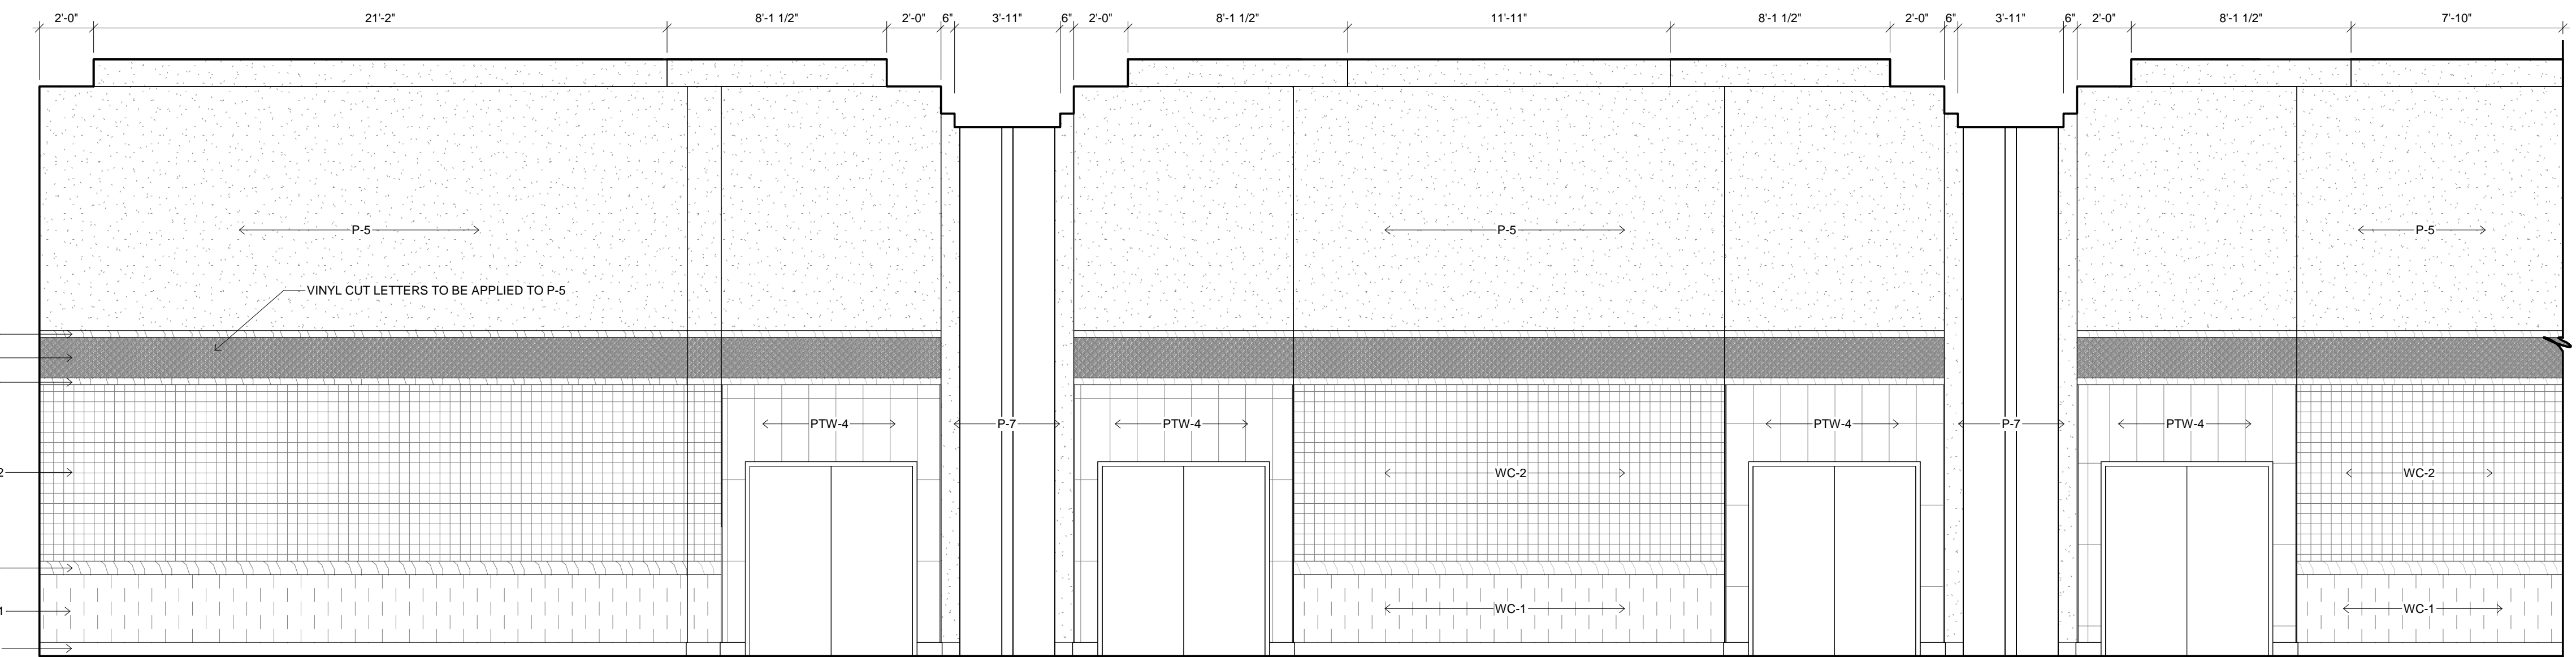 2'-0" 21'-2" 8'-1 1/2" 2'-0" 6" 3'-11" 6" 2'-0" 8'-1 1/2" 11'-11" 8'-1 1/2" 2'-0" 6" 3'-11" 6" 2'-0" 8'-1 1/2" 7'-10"
P-5 P-5 P-5
VINYL CUT LETTERS TO BE APPLIED TO P-5
PTW-4 P-7 PTW-4 PTW-4 P-7 PTW-4
2 WC-2 WC-2
1 WC-1 WC-1